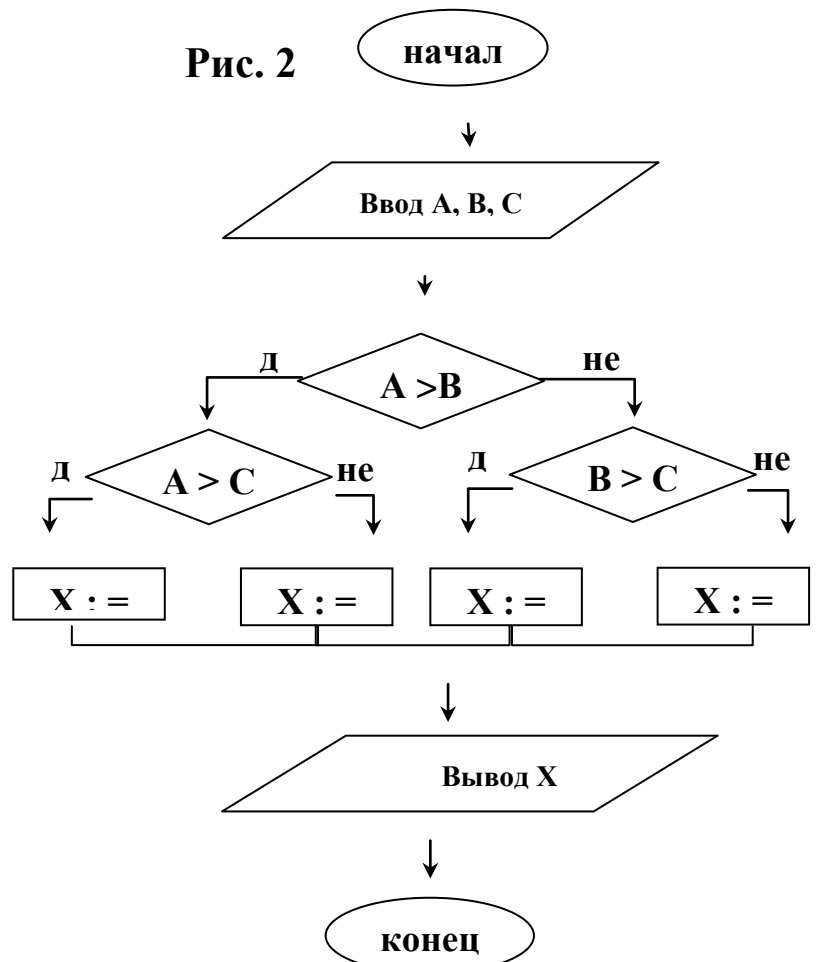 начал
Рис. 2
Ввод А, В, С
д
А >В
не
д
А > С
не
д
В > С
не
X : =
X : =
X : =
X : =
Вывод X
конец